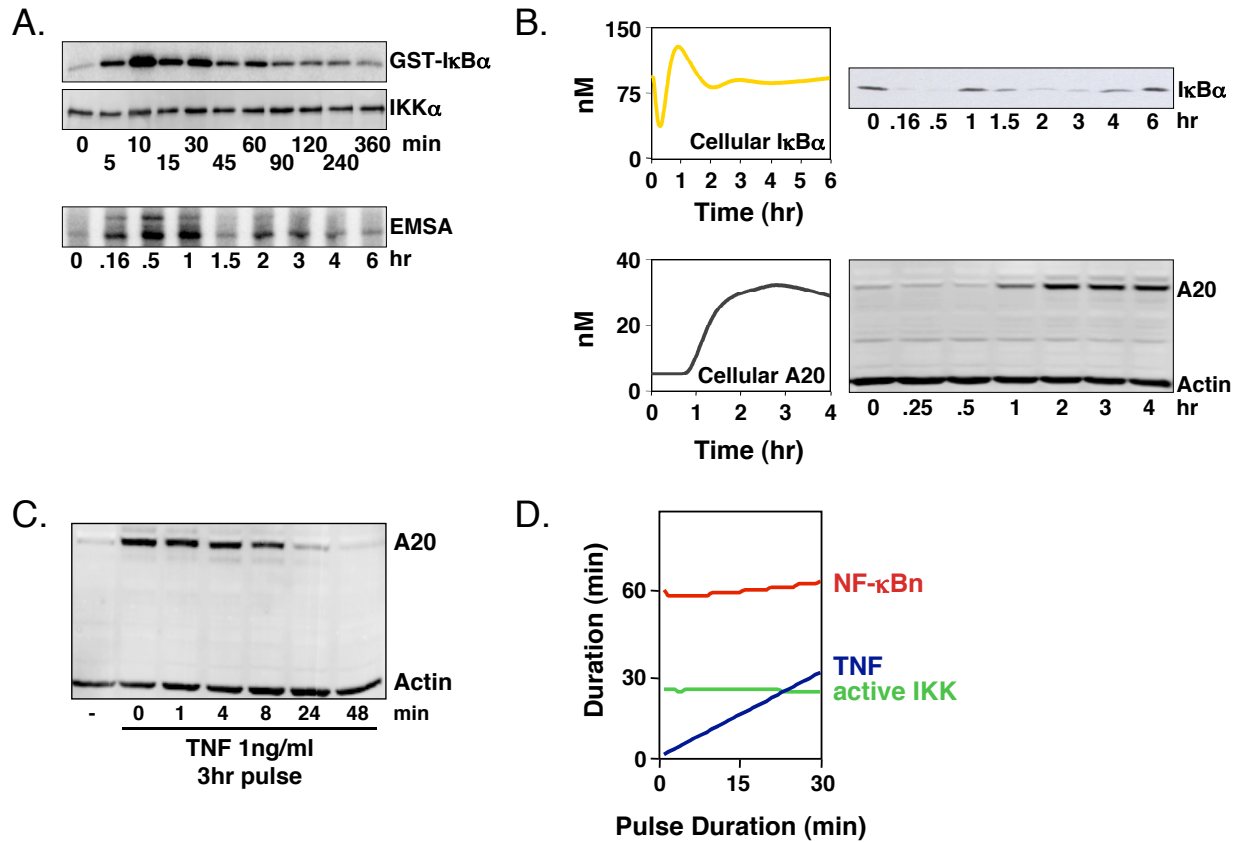 A.
GST-IκBα
IKKα
0 10 30 60 120 360 min
5 15 45 90 240
EMSA
0 .16 .5 1 1.5 2 3 4 6 hr
B.
150
75
0
nM
Cellular IκBα
0 1 2 3 4 5 6
Time (hr)
IκBα
0 .16 .5 1 1.5 2 3 4 6 hr
40
20
0
nM
Cellular A20
0 1 2 3 4
Time (hr)
A20
Actin
0 .25 .5 1 2 3 4 hr
C.
A20
Actin
- 0 1 4 8 24 48 min
TNF 1ng/ml
3hr pulse
D.
Duration (min)
60
30
0
NF-κBn
TNF
active IKK
0 15 30
Pulse Duration (min)